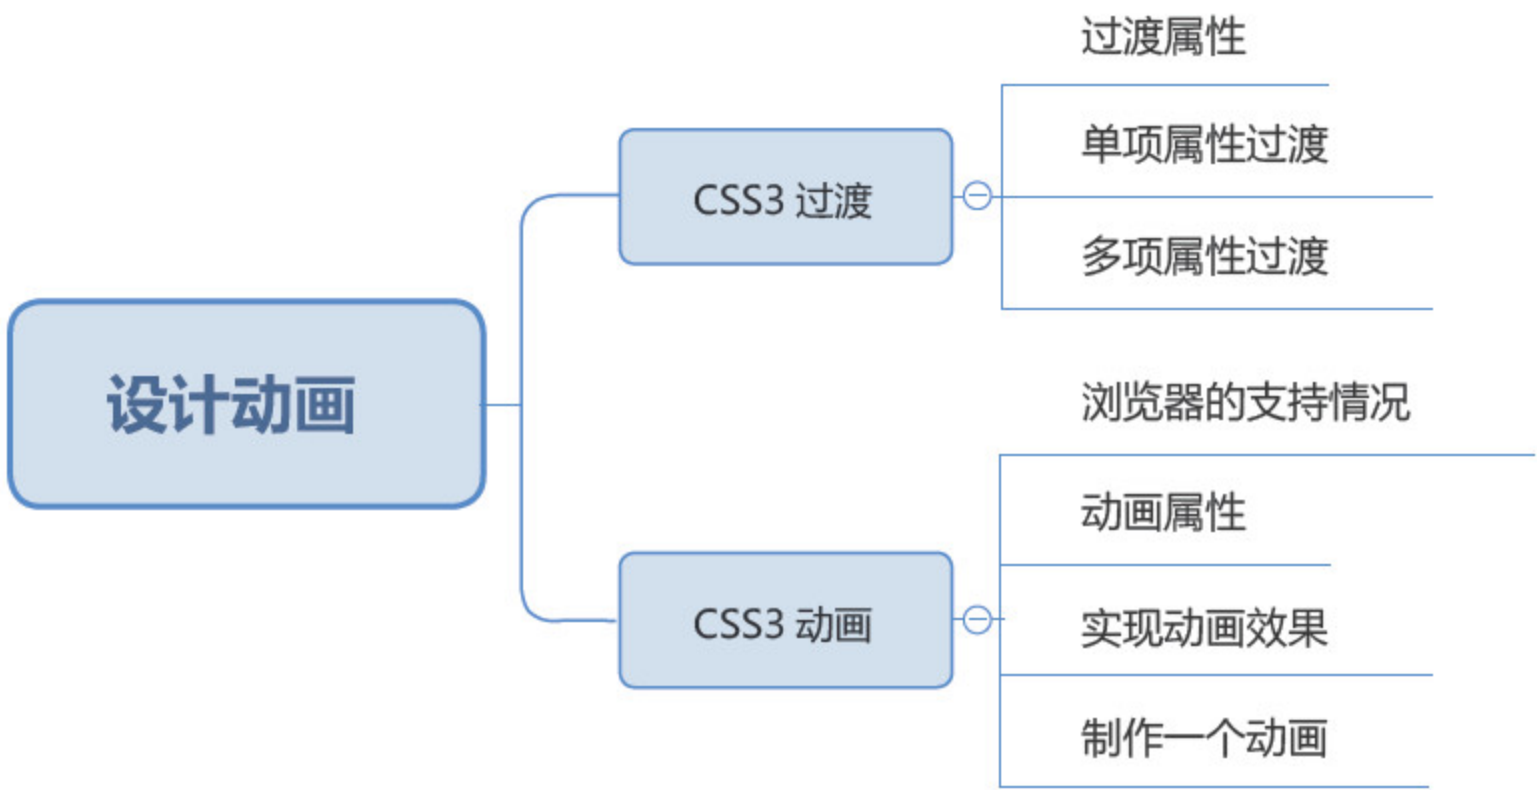 设计动画
CSS3 过渡
过渡属性
单项属性过渡
多项属性过渡
CSS3 动画
浏览器的支持情况
动画属性
实现动画效果
制作一个动画